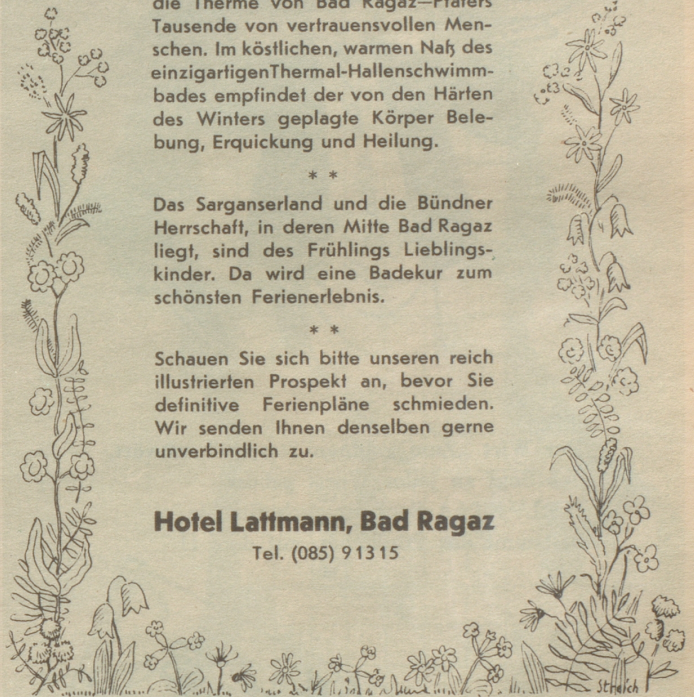 die Therme von Bad Ragaz—Pfäfers
Tausende von vertrauensvollen Men-
schen. Im köstlichen, warmen Naß des
einzigartigenThermal-Hallenschwimm-
bades empfindet der von den Härten
des Winters geplagte Körper Bele-
bung, Erquickung und Heilung.
* *
Das Sarganserland und die Bündner
Herrschaft, in deren Mitte Bad Ragaz
liegt, sind des Frühlings Lieblings-
kinder. Da wird eine Badekur zum
schönsten Ferienerlebnis.
* *
Schauen Sie sich bitte unseren reich
illustrierten Prospekt an, bevor Sie
definitive Ferienpläne schmieden.
Wir senden Ihnen denselben gerne
unverbindlich zu.
Hotel Lattmann, Bad Ragaz
Tel. (085) 91315
Streich